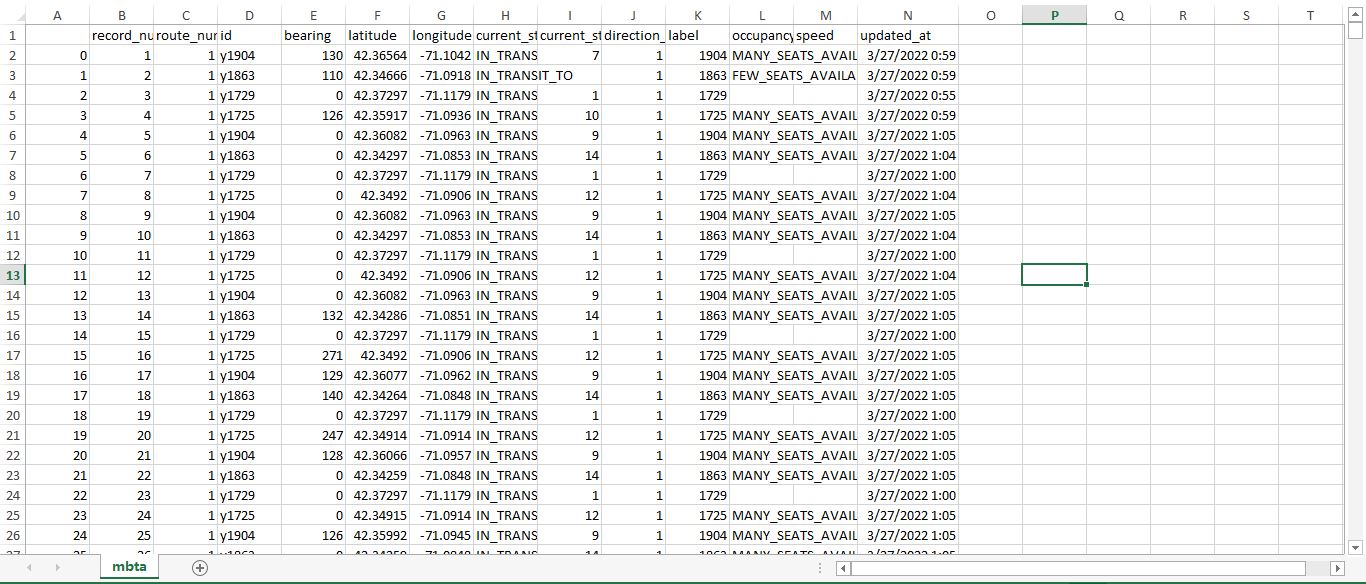 A B C D E F G H I J K L M N O P Q R S T
1 record_nu route_nur id bearing latitude longitude current_st current_st direction_ label occupancy speed updated_at
2 0 1 1 y1904 130 42.36564 -71.1042 IN_TRANS 7 1 1904 MANY_SEATS_AVAIL 3/27/2022 0:59
3 1 2 1 y1863 110 42.34666 -71.0918 IN_TRANSIT_TO 1 1863 FEW_SEATS_AVAILA 3/27/2022 0:59
4 2 3 1 y1729 0 42.37297 -71.1179 IN_TRANS 1 1 1729 3/27/2022 0:55
5 3 4 1 y1725 126 42.35917 -71.0936 IN_TRANS 10 1 1725 MANY_SEATS_AVAIL 3/27/2022 0:59
6 4 5 1 y1904 0 42.36082 -71.0963 IN_TRANS 9 1 1904 MANY_SEATS_AVAIL 3/27/2022 1:05
7 5 6 1 y1863 0 42.34297 -71.0853 IN_TRANS 14 1 1863 MANY_SEATS_AVAIL 3/27/2022 1:04
8 6 7 1 y1729 0 42.37297 -71.1179 IN_TRANS 1 1 1729 3/27/2022 1:00
9 7 8 1 y1725 0 42.3492 -71.0906 IN_TRANS 12 1 1725 MANY_SEATS_AVAIL 3/27/2022 1:04
10 8 9 1 y1904 0 42.36082 -71.0963 IN_TRANS 9 1 1904 MANY_SEATS_AVAIL 3/27/2022 1:05
11 9 10 1 y1863 0 42.34297 -71.0853 IN_TRANS 14 1 1863 MANY_SEATS_AVAIL 3/27/2022 1:04
12 10 11 1 y1729 0 42.37297 -71.1179 IN_TRANS 1 1 1729 3/27/2022 1:00
13 11 12 1 y1725 0 42.3492 -71.0906 IN_TRANS 12 1 1725 MANY_SEATS_AVAIL 3/27/2022 1:04
14 12 13 1 y1904 0 42.36082 -71.0963 IN_TRANS 9 1 1904 MANY_SEATS_AVAIL 3/27/2022 1:05
15 13 14 1 y1863 132 42.34286 -71.0851 IN_TRANS 14 1 1863 MANY_SEATS_AVAIL 3/27/2022 1:05
16 14 15 1 y1729 0 42.37297 -71.1179 IN_TRANS 1 1 1729 3/27/2022 1:00
17 15 16 1 y1725 271 42.3492 -71.0906 IN_TRANS 12 1 1725 MANY_SEATS_AVAIL 3/27/2022 1:05
18 16 17 1 y1904 129 42.36077 -71.0962 IN_TRANS 9 1 1904 MANY_SEATS_AVAIL 3/27/2022 1:05
19 17 18 1 y1863 140 42.34264 -71.0848 IN_TRANS 14 1 1863 MANY_SEATS_AVAIL 3/27/2022 1:05
20 18 19 1 y1729 0 42.37297 -71.1179 IN_TRANS 1 1 1729 3/27/2022 1:00
21 19 20 1 y1725 247 42.34914 -71.0914 IN_TRANS 12 1 1725 MANY_SEATS_AVAIL 3/27/2022 1:05
22 20 21 1 y1904 128 42.36066 -71.0957 IN_TRANS 9 1 1904 MANY_SEATS_AVAIL 3/27/2022 1:05
23 21 22 1 y1863 0 42.34259 -71.0848 IN_TRANS 14 1 1863 MANY_SEATS_AVAIL 3/27/2022 1:05
24 22 23 1 y1729 0 42.37297 -71.1179 IN_TRANS 1 1 1729 3/27/2022 1:00
25 23 24 1 y1725 0 42.34915 -71.0914 IN_TRANS 12 1 1725 MANY_SEATS_AVAIL 3/27/2022 1:05
26 24 25 1 y1904 126 42.35992 -71.0945 IN_TRANS 9 1 1904 MANY_SEATS_AVAIL 3/27/2022 1:05
mbta